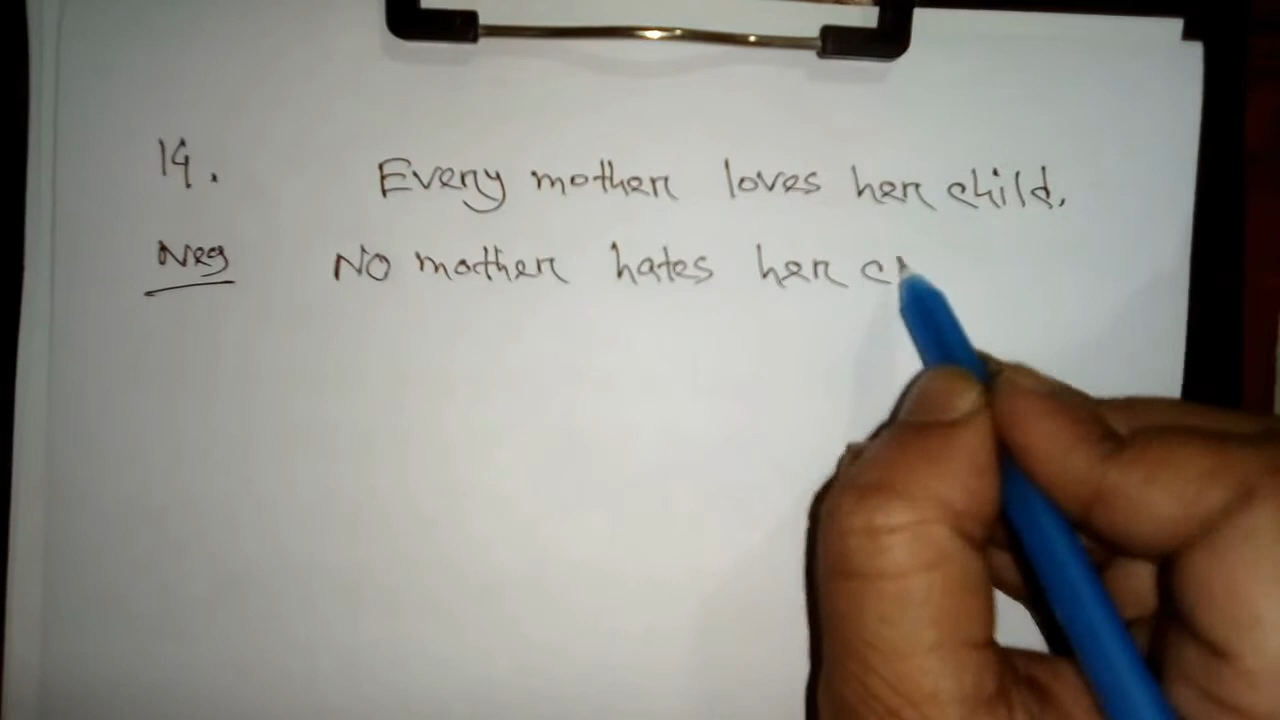 14. Every mother loves her child.
Neg No mother hates her c